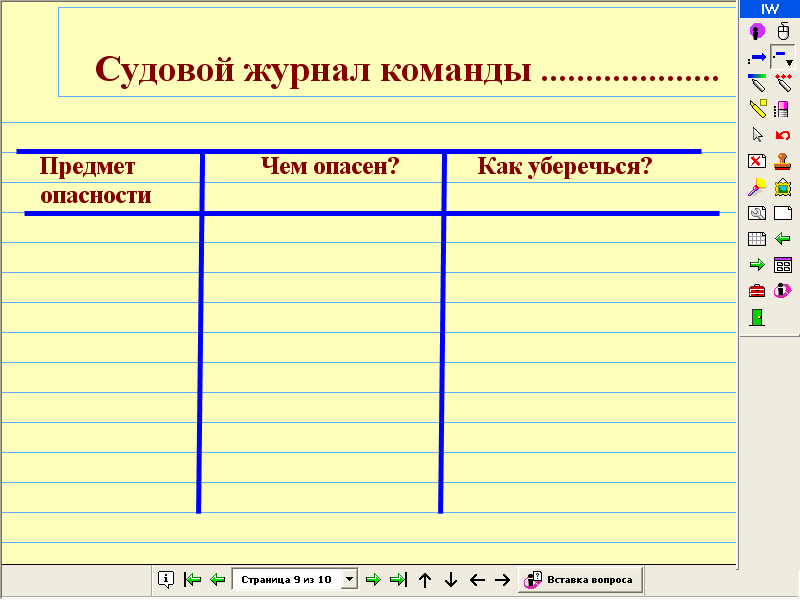 IW
Судовой журнал команды ....................
Предмет опасности
Чем опасен?
Как уберечься?
Страница 9 из 10
Вставка вопроса